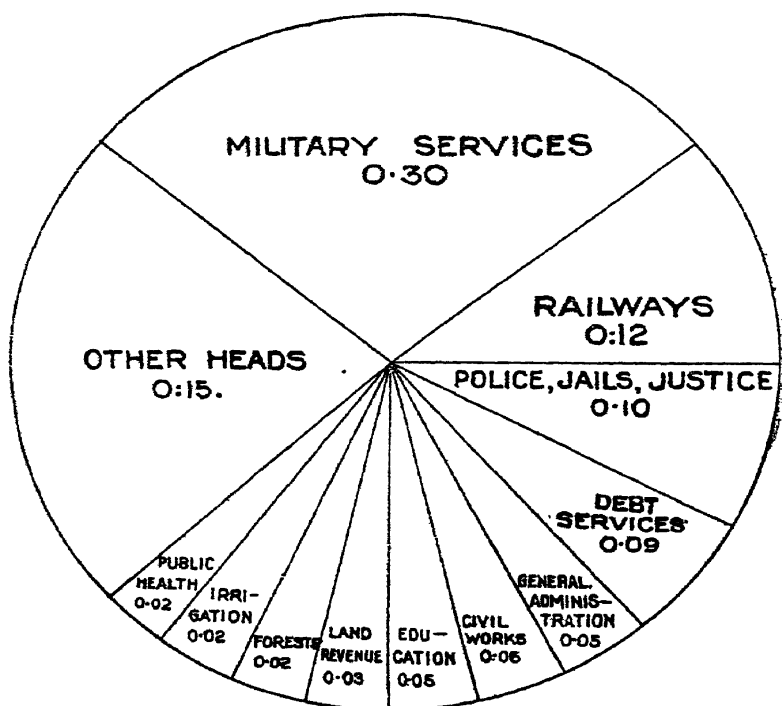 MILITARY SERVICES
0·30
RAILWAYS
0:12
OTHER HEADS
0:15.
POLICE, JAILS, JUSTICE
0·10
DEBT
SERVICES
0·09
GENERAL
ADMINIS-
TRATION
0·05
CIVIL
WORKS
0·06
EDU-
CATION
0·05
LAND
REVENUE
0·03
FORESTS
0·02
IRRI-
GATION
0·02
PUBLIC
HEALTH
0·02